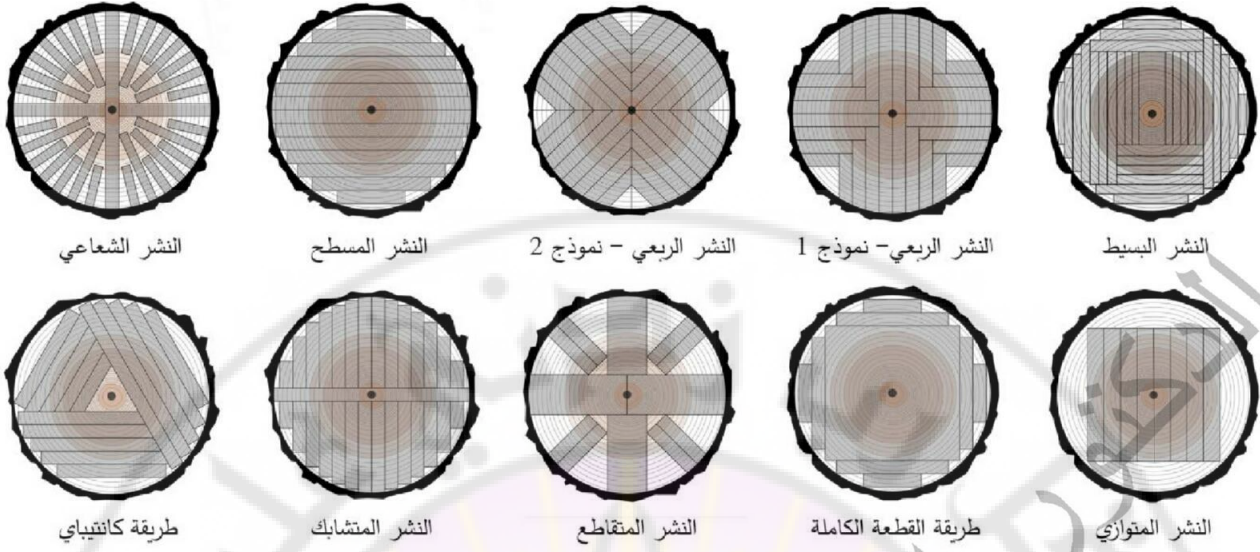 النشر البسيط
النشر الربعي- نموذج 1
النشر الربعي - نموذج 2
النشر المسطح
النشر الشعاعي
النشر المتوازي
طريقة القطعة الكاملة
النشر المتقاطع
النشر المتشابك
طريقة كانتيباي
الدكتور